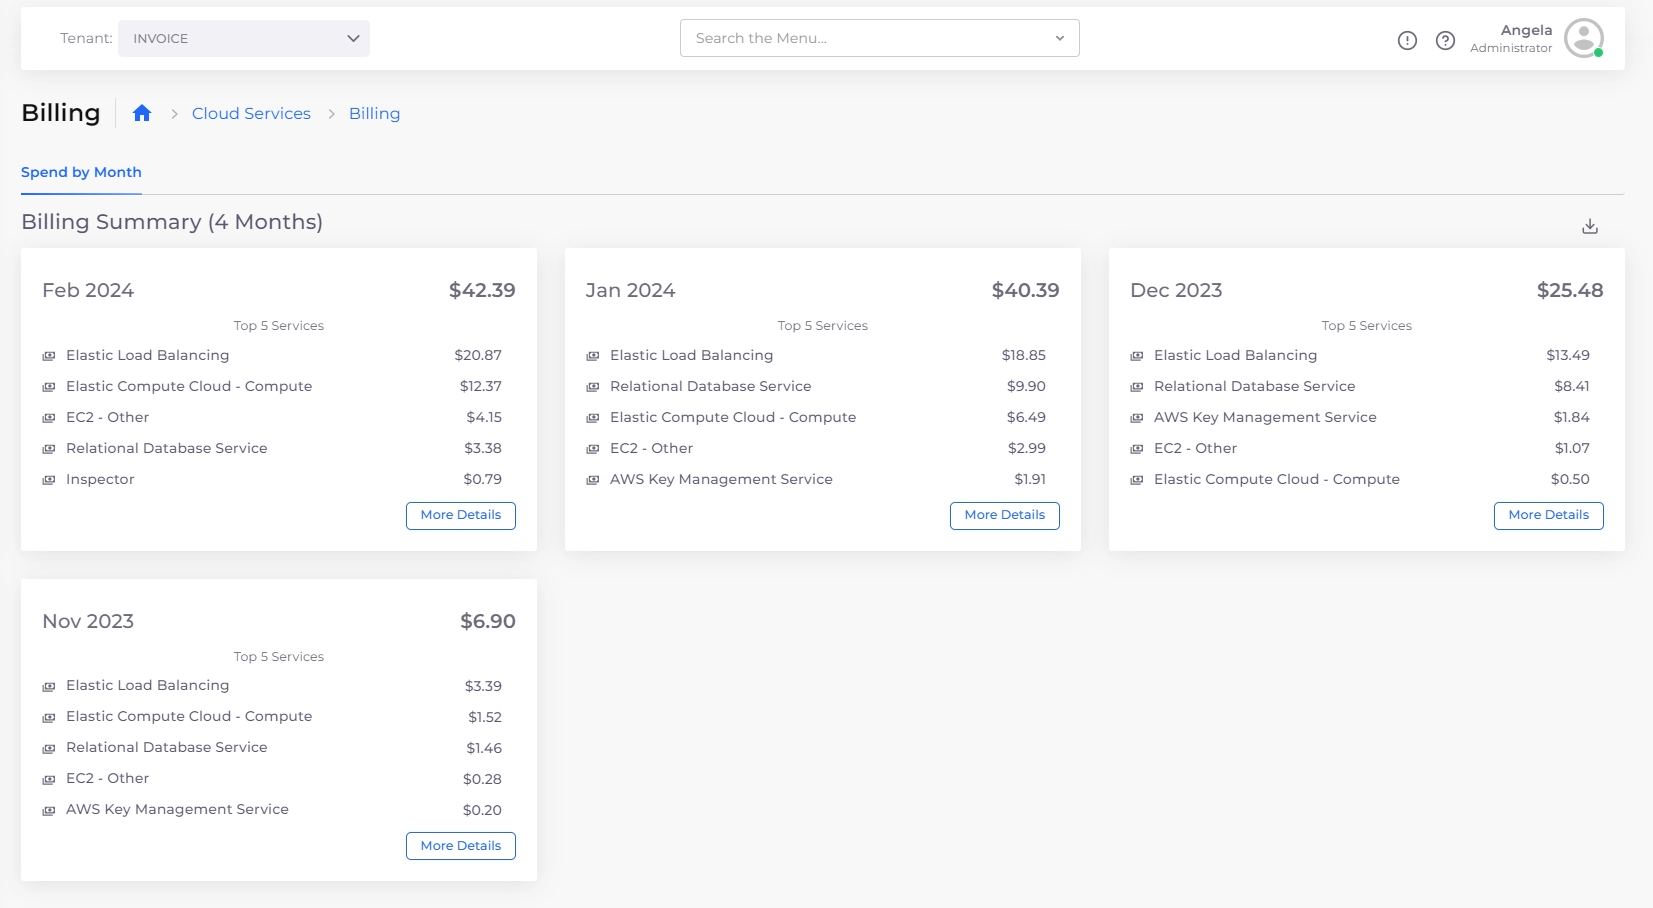 Tenant: INVOICE
Search the Menu...
Angela
Administrator
Billing
Cloud Services
Billing
Spend by Month
Billing Summary (4 Months)
Feb 2024 $42.39
Top 5 Services
Elastic Load Balancing $20.87
Elastic Compute Cloud - Compute $12.37
EC2 - Other $4.15
Relational Database Service $3.38
Inspector $0.79
More Details
Jan 2024 $40.39
Top 5 Services
Elastic Load Balancing $18.85
Relational Database Service $9.90
Elastic Compute Cloud - Compute $6.49
EC2 - Other $2.99
AWS Key Management Service $1.91
More Details
Dec 2023 $25.48
Top 5 Services
Elastic Load Balancing $13.49
Relational Database Service $8.41
AWS Key Management Service $1.84
EC2 - Other $1.07
Elastic Compute Cloud - Compute $0.50
More Details
Nov 2023 $6.90
Top 5 Services
Elastic Load Balancing $3.39
Elastic Compute Cloud - Compute $1.52
Relational Database Service $1.46
EC2 - Other $0.28
AWS Key Management Service $0.20
More Details